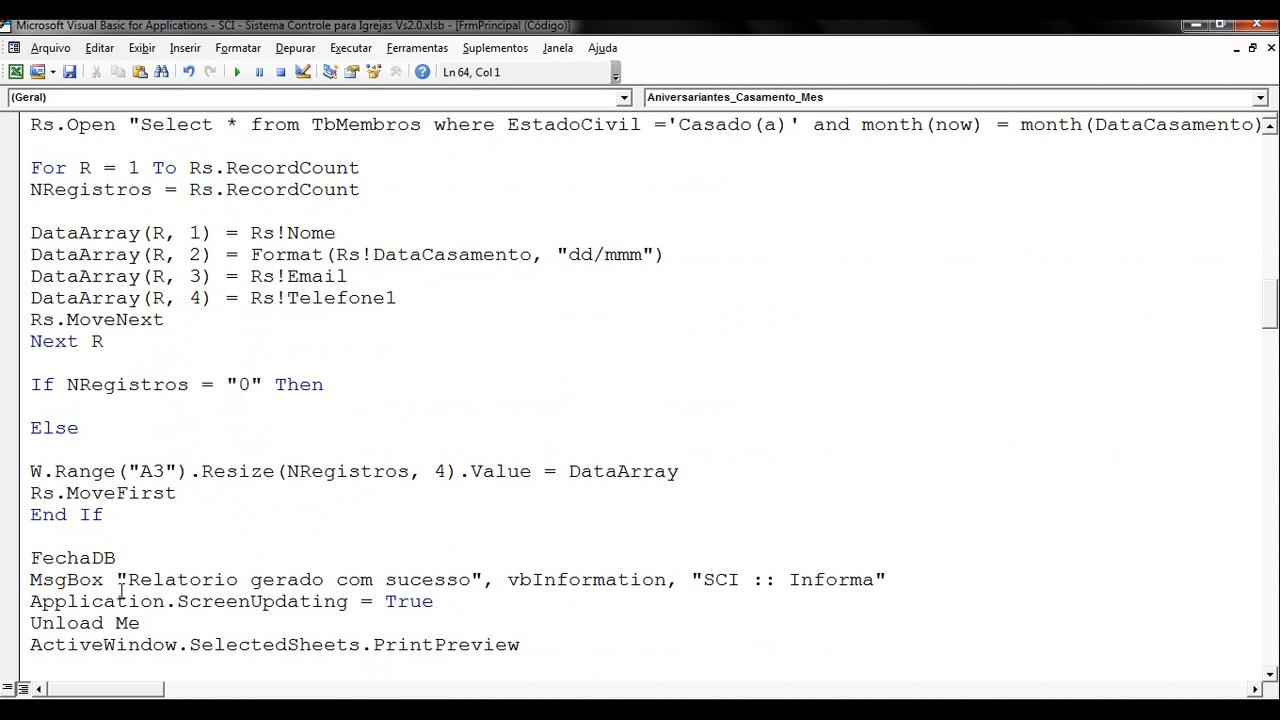 Microsoft Visual Basic for Applications - SCI - Sistema Controle para Igrejas Vs2.0.xlsb - [FrmPrincipal (Código)]
Arquivo Editar Exibir Inserir Formatar Depurar Executar Ferramentas Suplementos Janela Ajuda
Ln 64, Col 1
(Geral) Aniversariantes_Casamento_Mes
Rs.Open "Select * from TbMembros where EstadoCivil ='Casado(a)' and month(now) = month(DataCasamento)
For R = 1 To Rs.RecordCount
NRegistros = Rs.RecordCount
DataArray(R, 1) = Rs!Nome
DataArray(R, 2) = Format(Rs!DataCasamento, "dd/mmm")
DataArray(R, 3) = Rs!Email
DataArray(R, 4) = Rs!Telefone1
Rs.MoveNext
Next R
If NRegistros = "0" Then
Else
W.Range("A3").Resize(NRegistros, 4).Value = DataArray
Rs.MoveFirst
End If
FechaDB
MsgBox "Relatorio gerado com sucesso", vbInformation, "SCI :: Informa"
Application.ScreenUpdating = True
Unload Me
ActiveWindow.SelectedSheets.PrintPreview